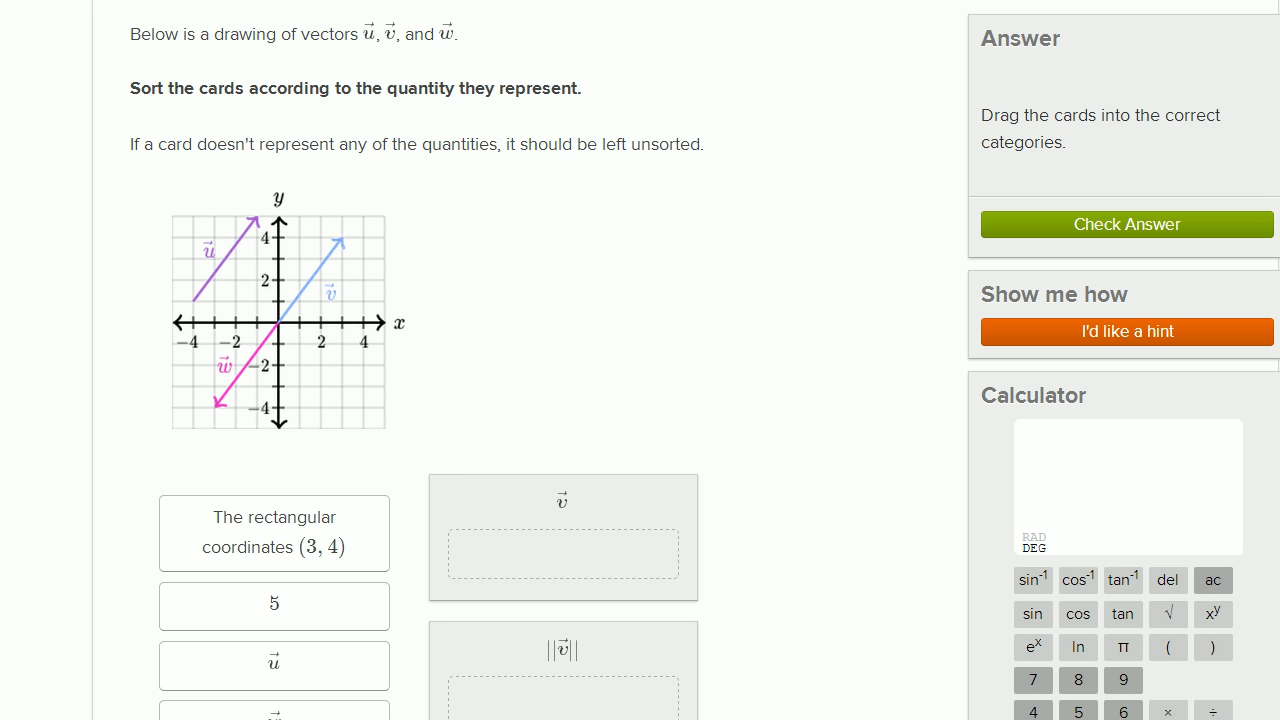 Below is a drawing of vectors u⃗, v⃗, and w⃗.
Sort the cards according to the quantity they represent.
If a card doesn't represent any of the quantities, it should be left unsorted.
y
u⃗
4
2
v⃗
x
−4
−2
2
4
w⃗
−2
−4
The rectangular
coordinates (3, 4)
5
u⃗
v⃗
||v⃗||
Answer
Drag the cards into the correct
categories.
Check Answer
Show me how
I'd like a hint
Calculator
RAD
DEG
sin⁻¹ cos⁻¹ tan⁻¹ del ac
sin cos tan √ xʸ
eˣ ln π ( )
7 8 9
4 5 6 × ÷